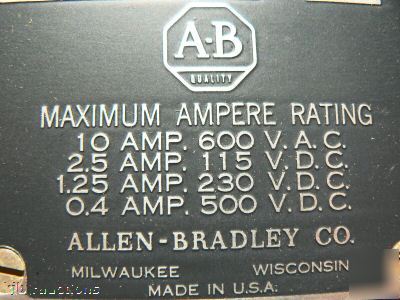 A-B
QUALITY
MAXIMUM AMPERE RATING
10 AMP. 600 V.A.C.
2.5 AMP. 115 V.D.C.
1.25 AMP. 230 V.D.C.
0.4 AMP. 500 V.D.C.
ALLEN-BRADLEY CO.
MILWAUKEE WISCONSIN
MADE IN U.S.A.